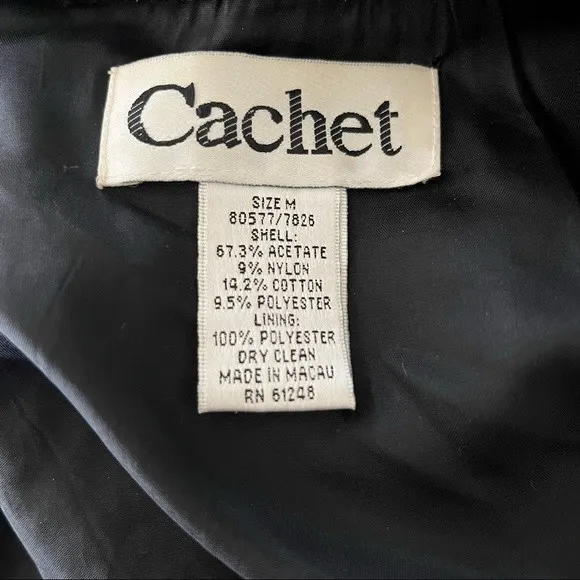 Cachet
SIZE M
80577/7826
SHELL:
67.3% ACETATE
9% NYLON
14.2% COTTON
9.5% POLYESTER
LINING:
100% POLYESTER
DRY CLEAN
MADE IN MACAU
RN 61248